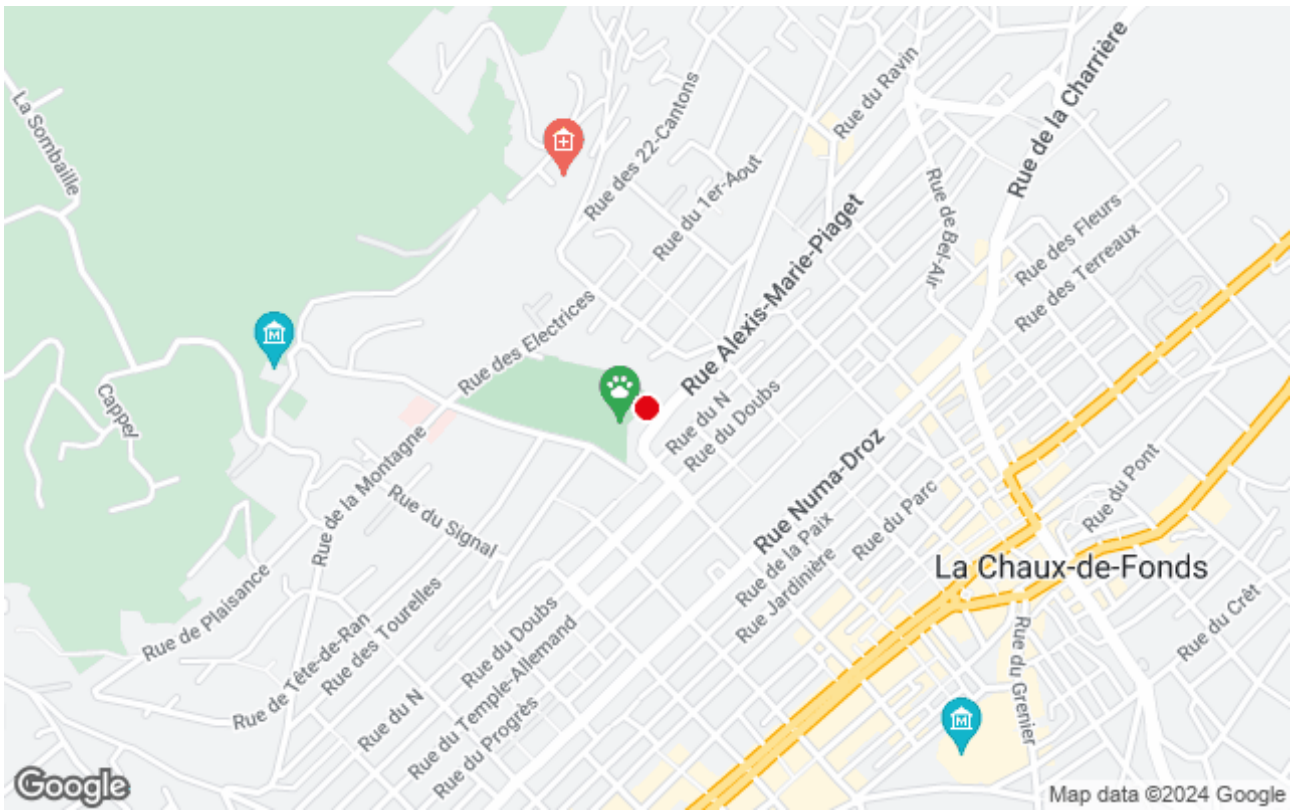 La Sombaille
Rue des 22-Cantons
Rue du Ravin
Rue de la Charrière
Rue du 1er-Aout
Rue de Bel-Air
Rue des Fleurs
Rue des Terreaux
Rue Alexis-Marie-Piaget
Rue des Electrices
Cappel
Rue du N
Rue du Doubs
Rue de la Montagne
Rue Numa-Droz
Rue du Parc
Rue du Pont
Rue du Signal
Rue de la Paix
Rue Jardinière
La Chaux-de-Fonds
Rue de Plaisance
Rue des Tourelles
Rue de Tête-de-Ran
Rue du Doubs
Rue du Temple-Allemand
Rue du Crêt
Rue du Grenier
Rue du N
Rue du Progrès
M
M
Google
Map data ©2024 Google